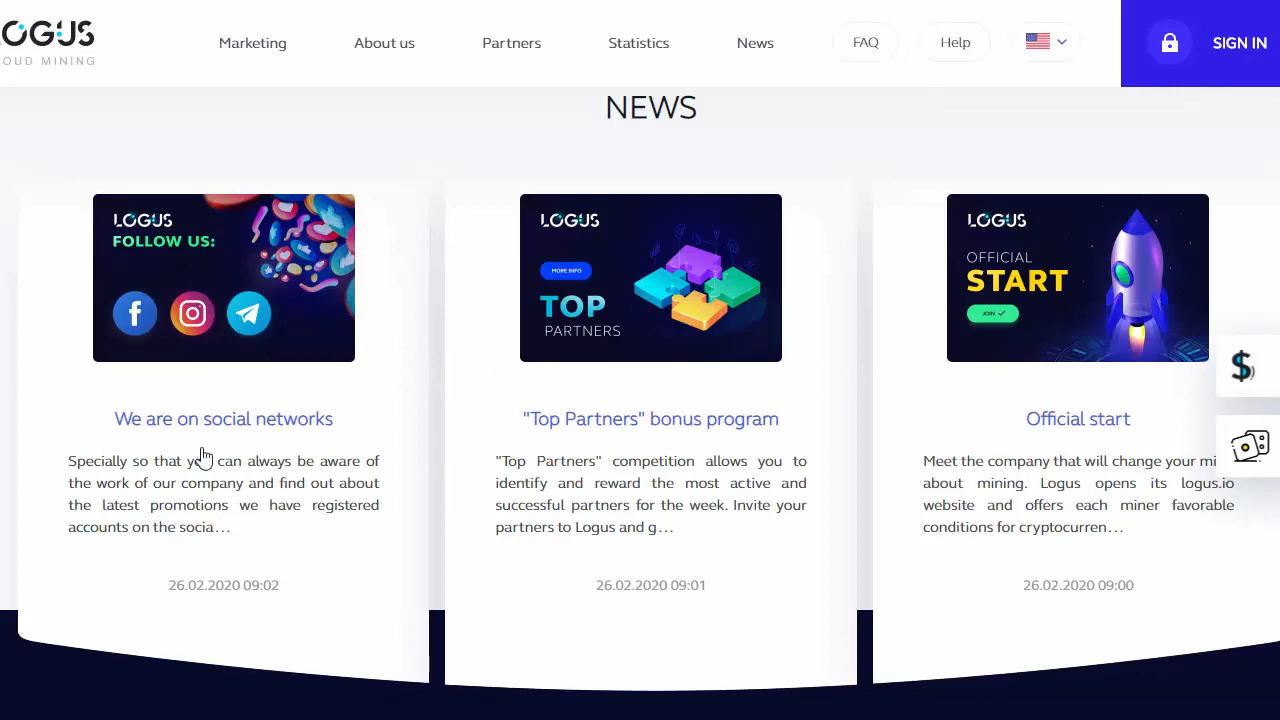 LOGUS
OUD MINING
Marketing
About us
Partners
Statistics
News
FAQ
Help
SIGN IN
NEWS
LOGUS
FOLLOW US:
We are on social networks
Specially so that you can always be aware of
the work of our company and find out about
the latest promotions we have registered
accounts on the socia...
26.02.2020 09:02
LOGUS
MORE INFO
TOP
PARTNERS
"Top Partners" bonus program
"Top Partners" competition allows you to
identify and reward the most active and
successful partners for the week. Invite your
partners to Logus and g...
26.02.2020 09:01
LOGUS
OFFICIAL
START
JOIN
Official start
Meet the company that will change your mi
about mining. Logus opens its logus.io
website and offers each miner favorable
conditions for cryptocurren...
26.02.2020 09:00
$